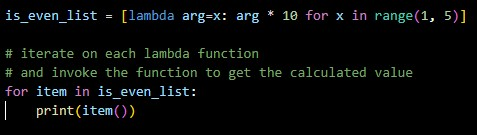 is_even_list = [lambda arg=x: arg * 10 for x in range(1, 5)]
# iterate on each lambda function
# and invoke the function to get the calculated value
for item in is_even_list:
    print(item())